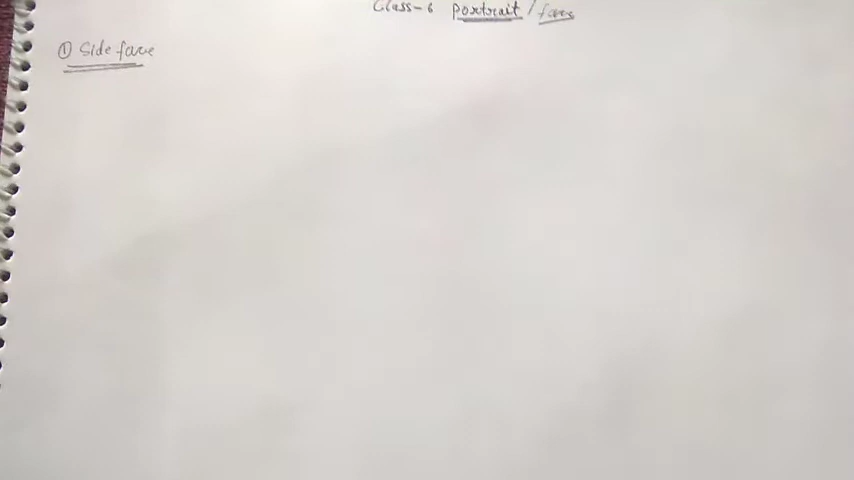 Class-6 portrait / face
① Side face